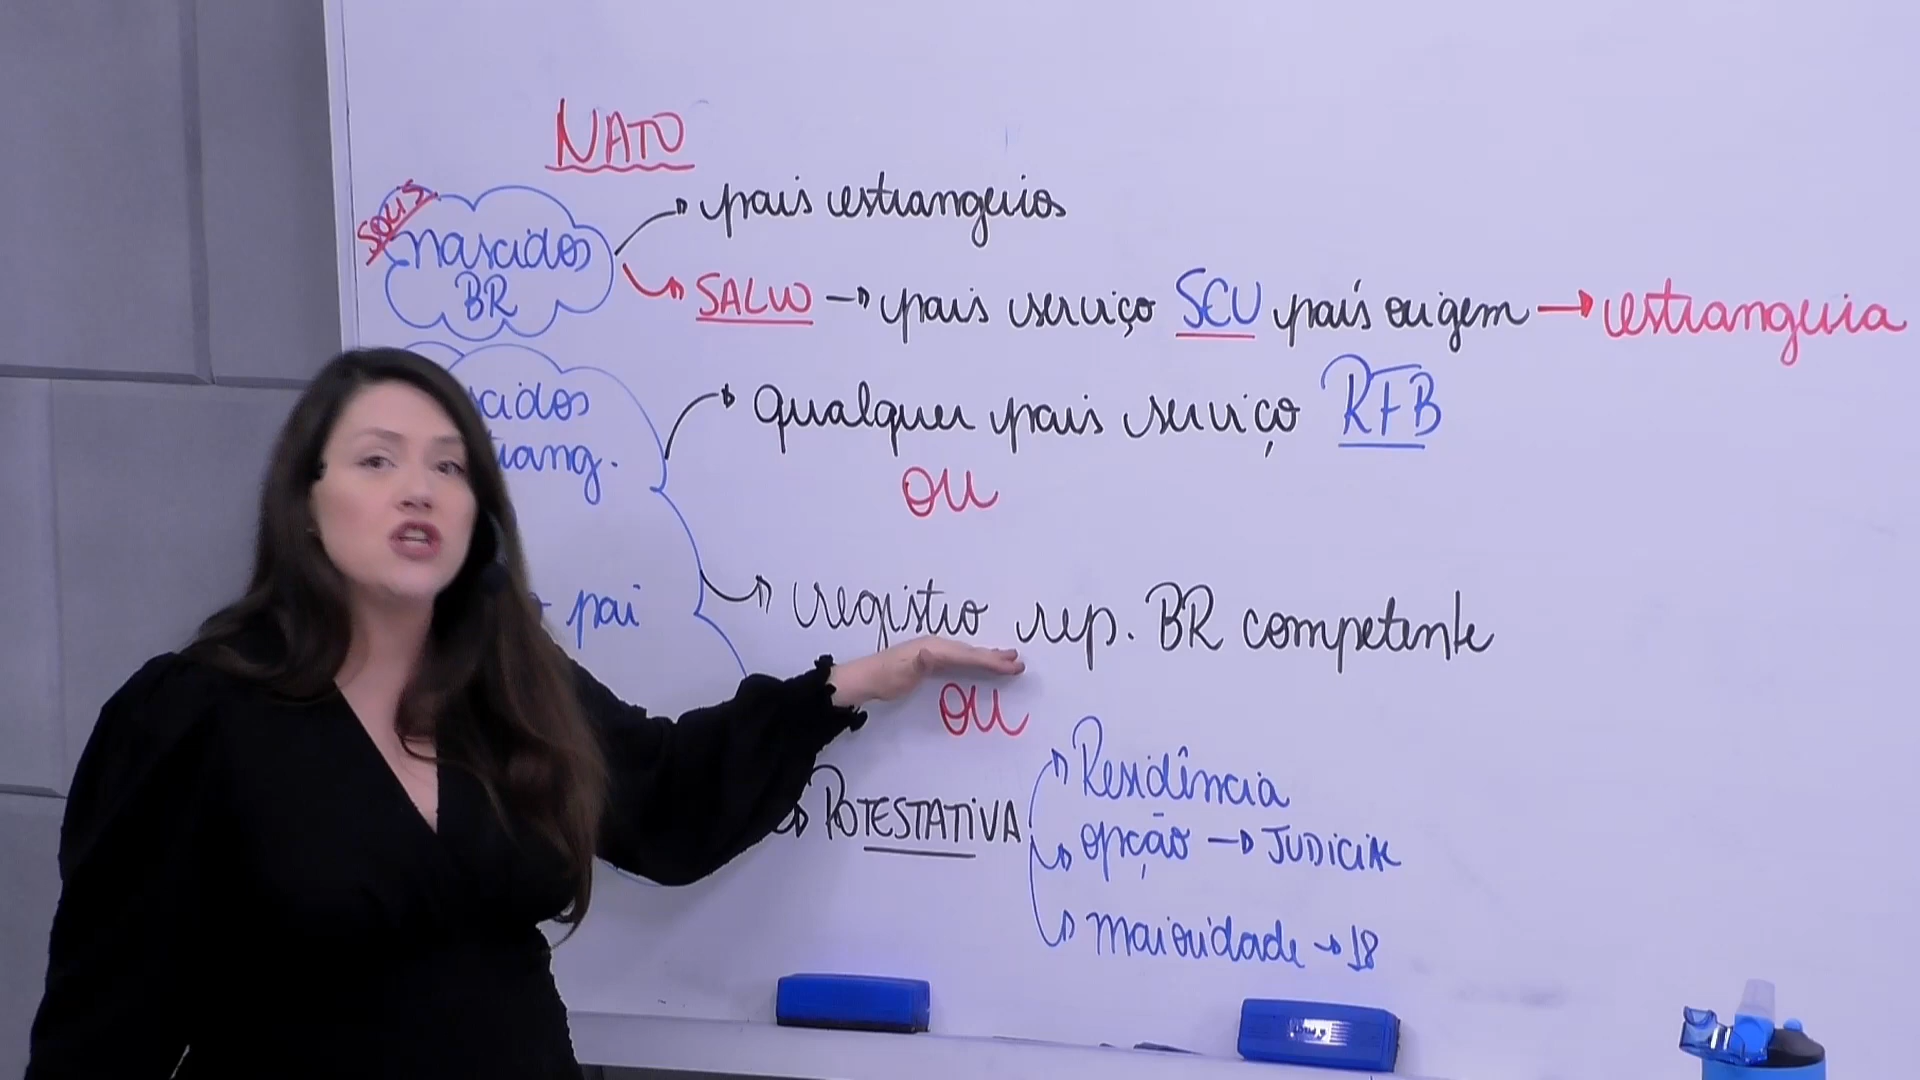 NATO
SOLIS
nascidos
BR
pais estrangeiros
SALVO → pais serviço SEU país origem → estrangeira
qualquer pais serviço RFB
OU
pai
registro rep. BR competente
OU
POTESTATIVA
Residência
opção → JUDICIAL
maioridade → 18